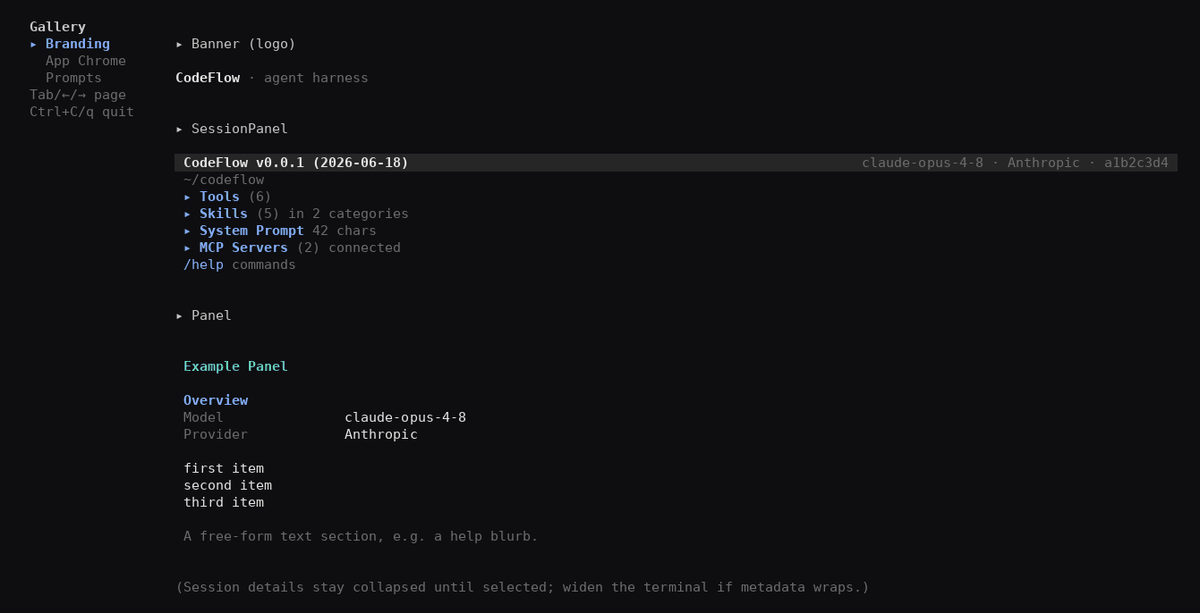 Gallery
▸ Branding
App Chrome
Prompts
Tab/←/→ page
Ctrl+C/q quit
▸ Banner (logo)
CodeFlow · agent harness
▸ SessionPanel
CodeFlow v0.0.1 (2026-06-18) claude-opus-4-8 · Anthropic · a1b2c3d4
~/codeflow
▸ Tools (6)
▸ Skills (5) in 2 categories
▸ System Prompt 42 chars
▸ MCP Servers (2) connected
/help commands
▸ Panel
Example Panel
Overview
Model claude-opus-4-8
Provider Anthropic
first item
second item
third item
A free-form text section, e.g. a help blurb.
(Session details stay collapsed until selected; widen the terminal if metadata wraps.)